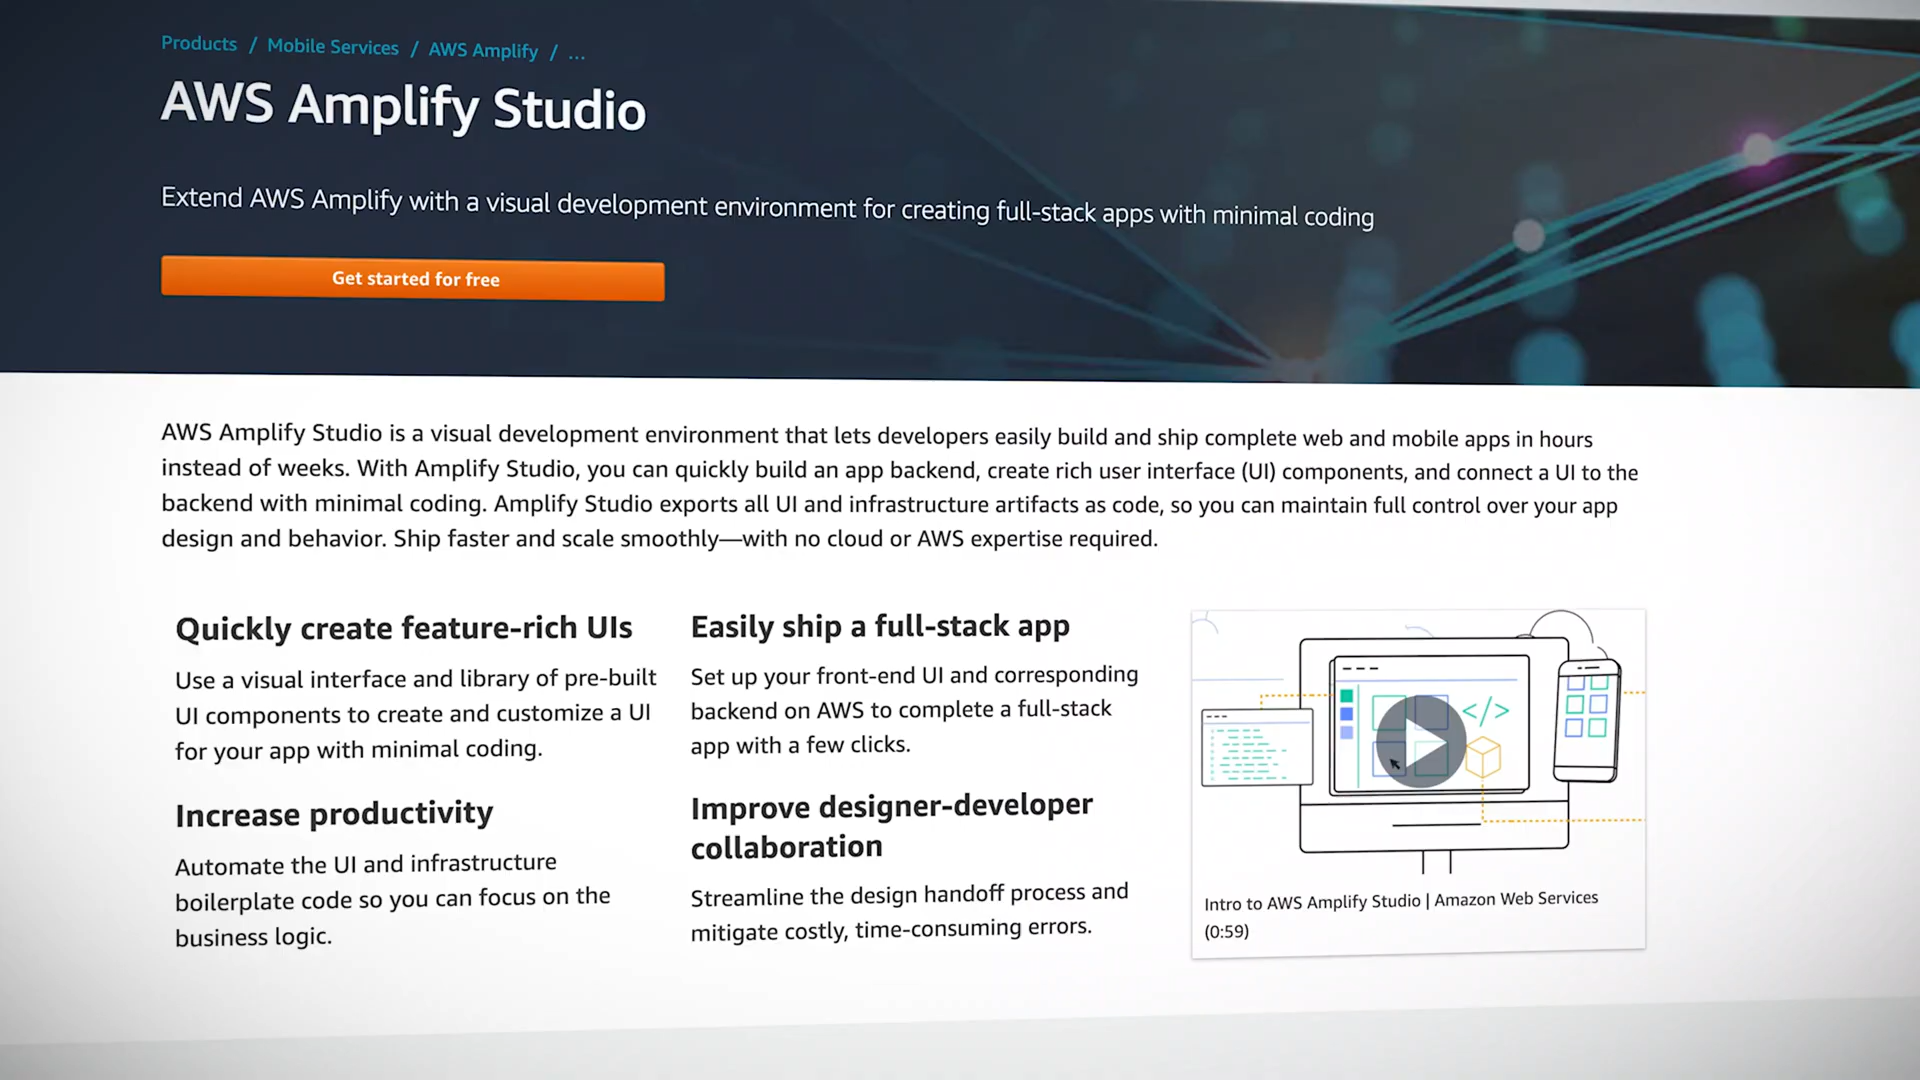 Products / Mobile Services / AWS Amplify / ...
AWS Amplify Studio
Extend AWS Amplify with a visual development environment for creating full-stack apps with minimal coding
Get started for free
AWS Amplify Studio is a visual development environment that lets developers easily build and ship complete web and mobile apps in hours
instead of weeks. With Amplify Studio, you can quickly build an app backend, create rich user interface (UI) components, and connect a UI to the
backend with minimal coding. Amplify Studio exports all UI and infrastructure artifacts as code, so you can maintain full control over your app
design and behavior. Ship faster and scale smoothly—with no cloud or AWS expertise required.
Quickly create feature-rich UIs
Use a visual interface and library of pre-built
UI components to create and customize a UI
for your app with minimal coding.
Increase productivity
Automate the UI and infrastructure
boilerplate code so you can focus on the
business logic.
Easily ship a full-stack app
Set up your front-end UI and corresponding
backend on AWS to complete a full-stack
app with a few clicks.
Improve designer-developer
collaboration
Streamline the design handoff process and
mitigate costly, time-consuming errors.
</>
Intro to AWS Amplify Studio | Amazon Web Services
(0:59)